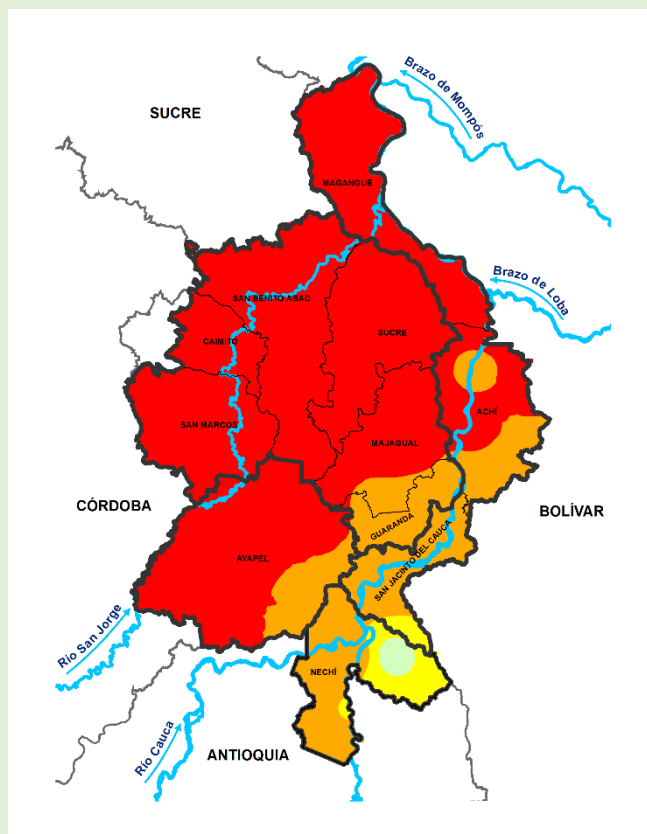 Brazo de Mompós
SUCRE
MAGANGUE
Brazo de Loba
SAN BENITO ABAD
SUCRE
CAIMITO
ACHÍ
SAN MARCOS
MAJAGUAL
CÓRDOBA
BOLÍVAR
GUARANDA
AYAPEL
SAN JACINTO DEL CAUCA
Río San Jorge
NECHÍ
Río Cauca
ANTIOQUIA